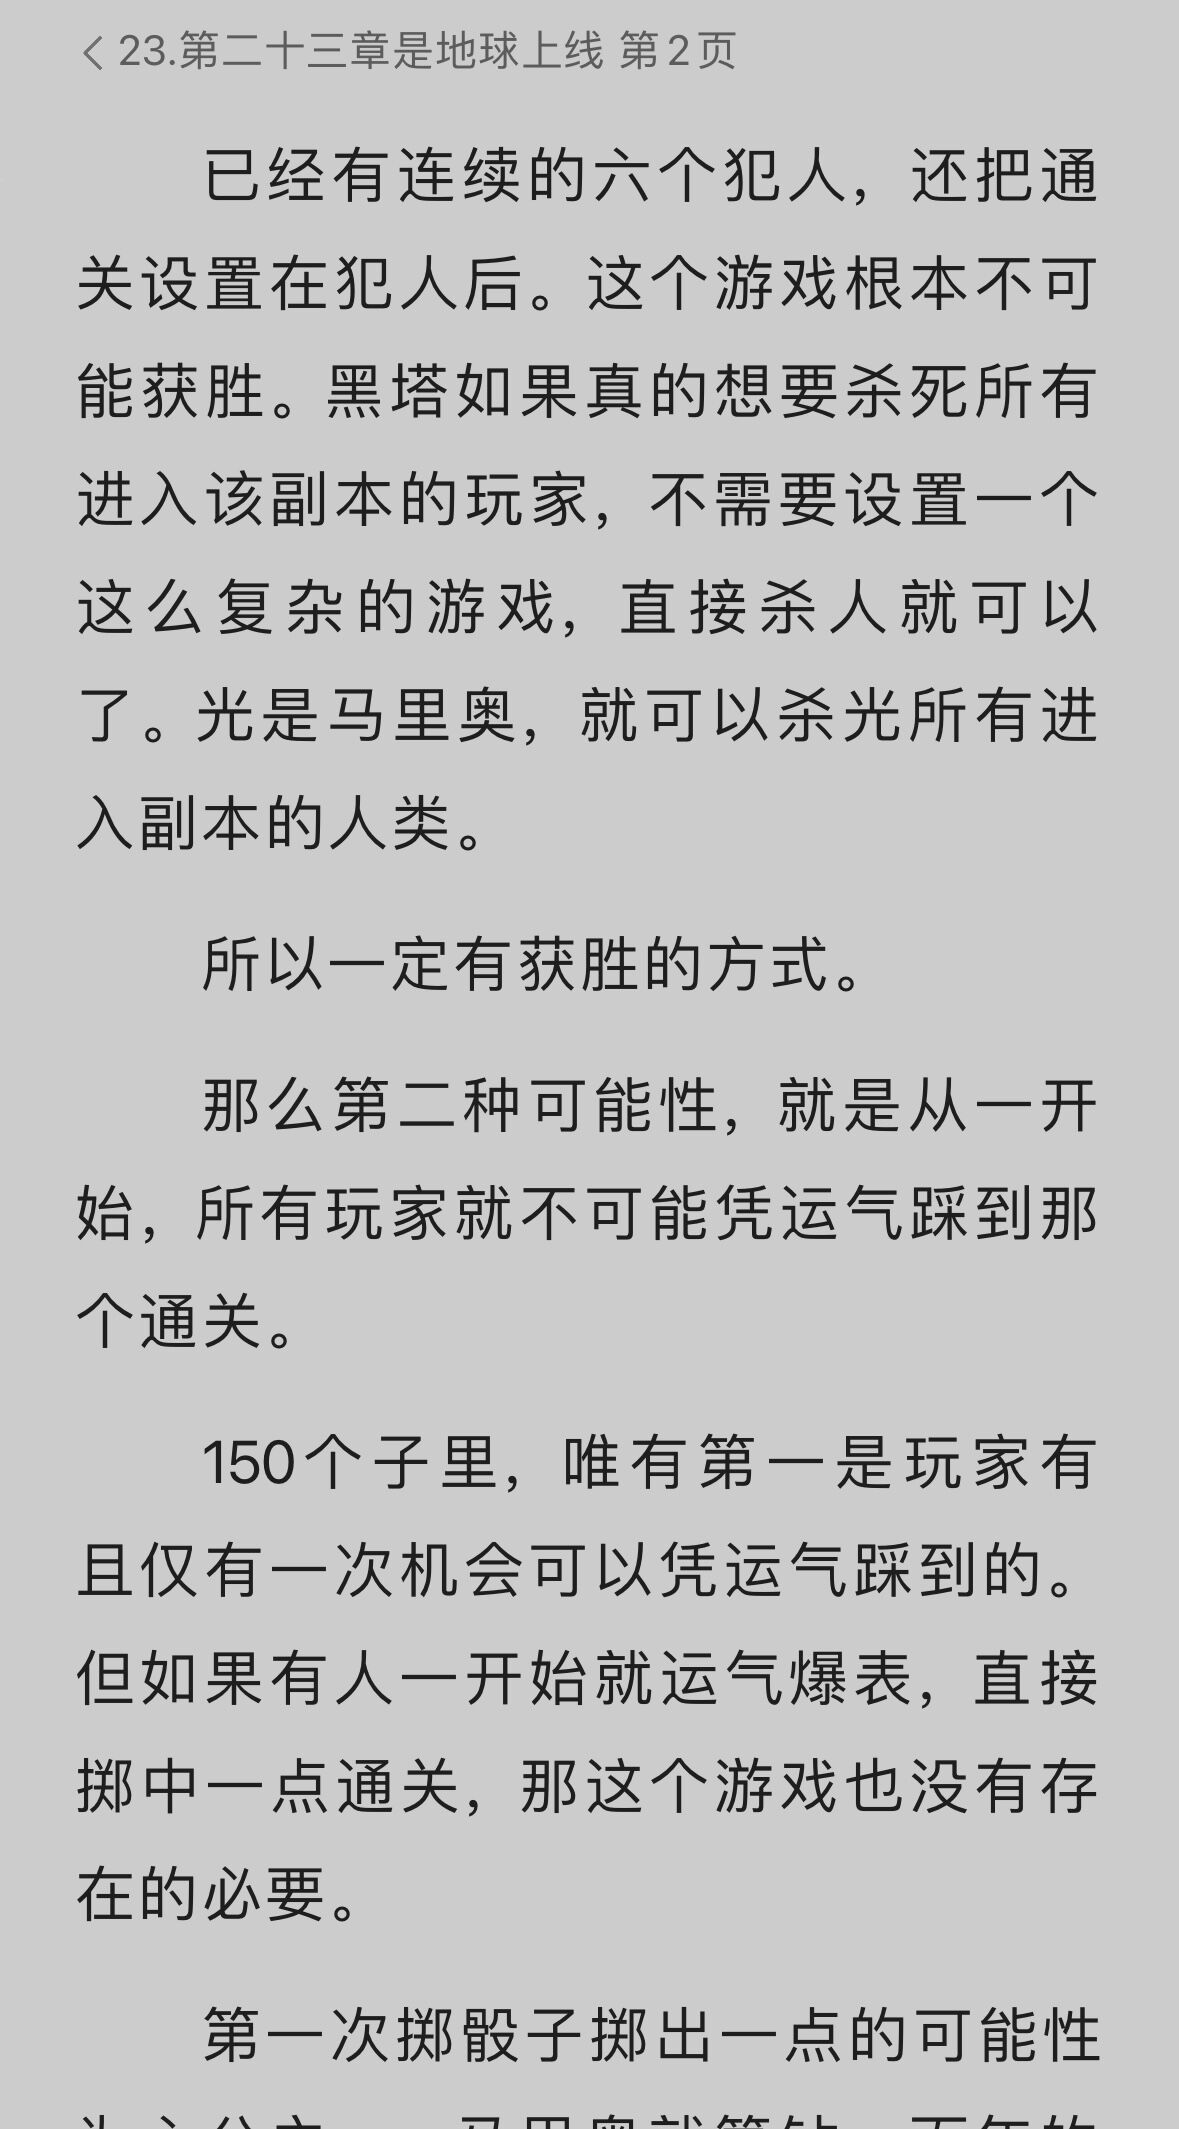 23.第二十三章是地球上线 第2页
已经有连续的六个犯人，还把通
关设置在犯人后。这个游戏根本不可
能获胜。黑塔如果真的想要杀死所有
进入该副本的玩家，不需要设置一个
这么复杂的游戏，直接杀人就可以
了。光是马里奥，就可以杀光所有进
入副本的人类。
所以一定有获胜的方式。
那么第二种可能性，就是从一开
始，所有玩家就不可能凭运气踩到那
个通关。
150个子里，唯有第一是玩家有
且仅有一次机会可以凭运气踩到的。
但如果有人一开始就运气爆表，直接
掷中一点通关，那这个游戏也没有存
在的必要。
第一次掷骰子掷出一点的可能性